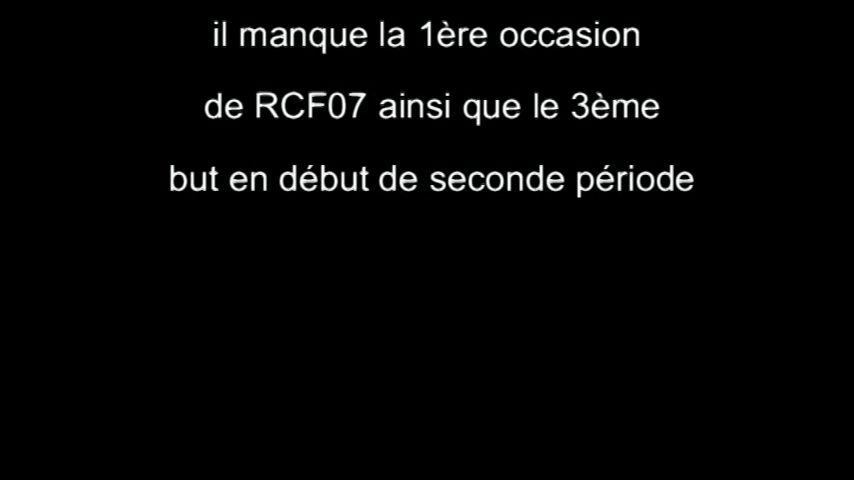 il manque la 1ère occasion
de RCF07 ainsi que le 3ème
but en début de seconde période